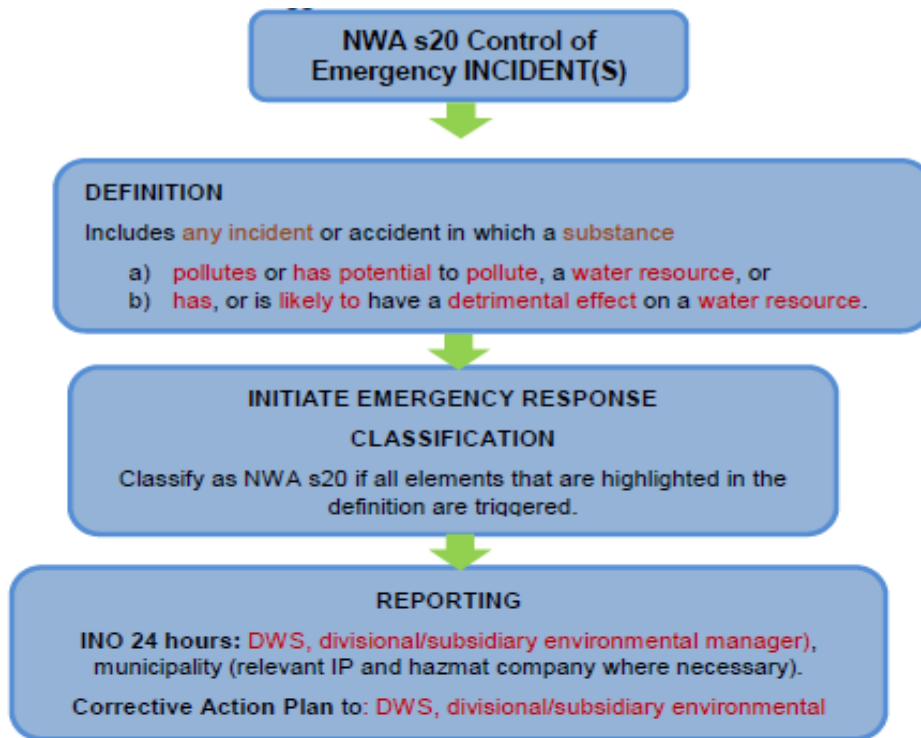 NWA s20 Control of
Emergency INCIDENT(S)
DEFINITION
Includes any incident or accident in which a substance
a) pollutes or has potential to pollute, a water resource, or
b) has, or is likely to have a detrimental effect on a water resource.
INITIATE EMERGENCY RESPONSE
CLASSIFICATION
Classify as NWA s20 if all elements that are highlighted in the
definition are triggered.
REPORTING
INO 24 hours: DWS, divisional/subsidiary environmental manager),
municipality (relevant IP and hazmat company where necessary).
Corrective Action Plan to: DWS, divisional/subsidiary environmental